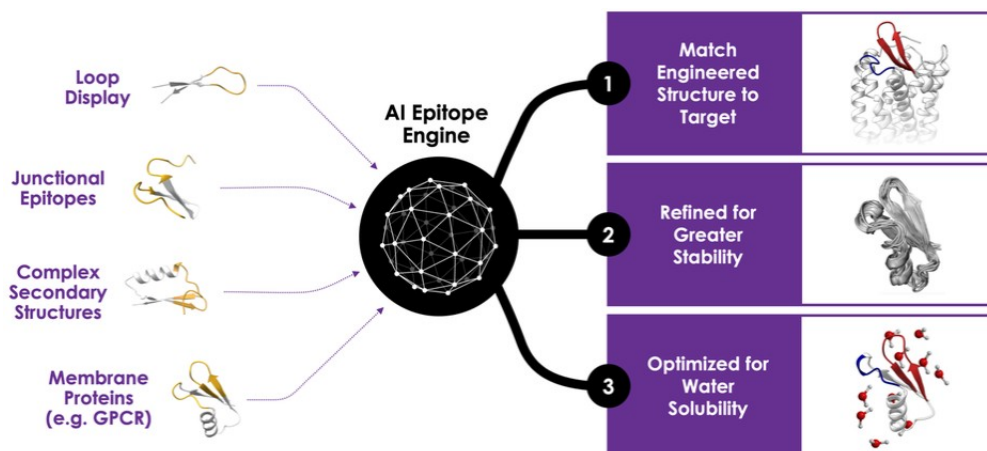 Loop
Display
Junctional
Epitopes
Complex
Secondary
Structures
Membrane
Proteins
(e.g. GPCR)
AI Epitope
Engine
1
Match
Engineered
Structure to
Target
2
Refined for
Greater
Stability
3
Optimized for
Water
Solubility